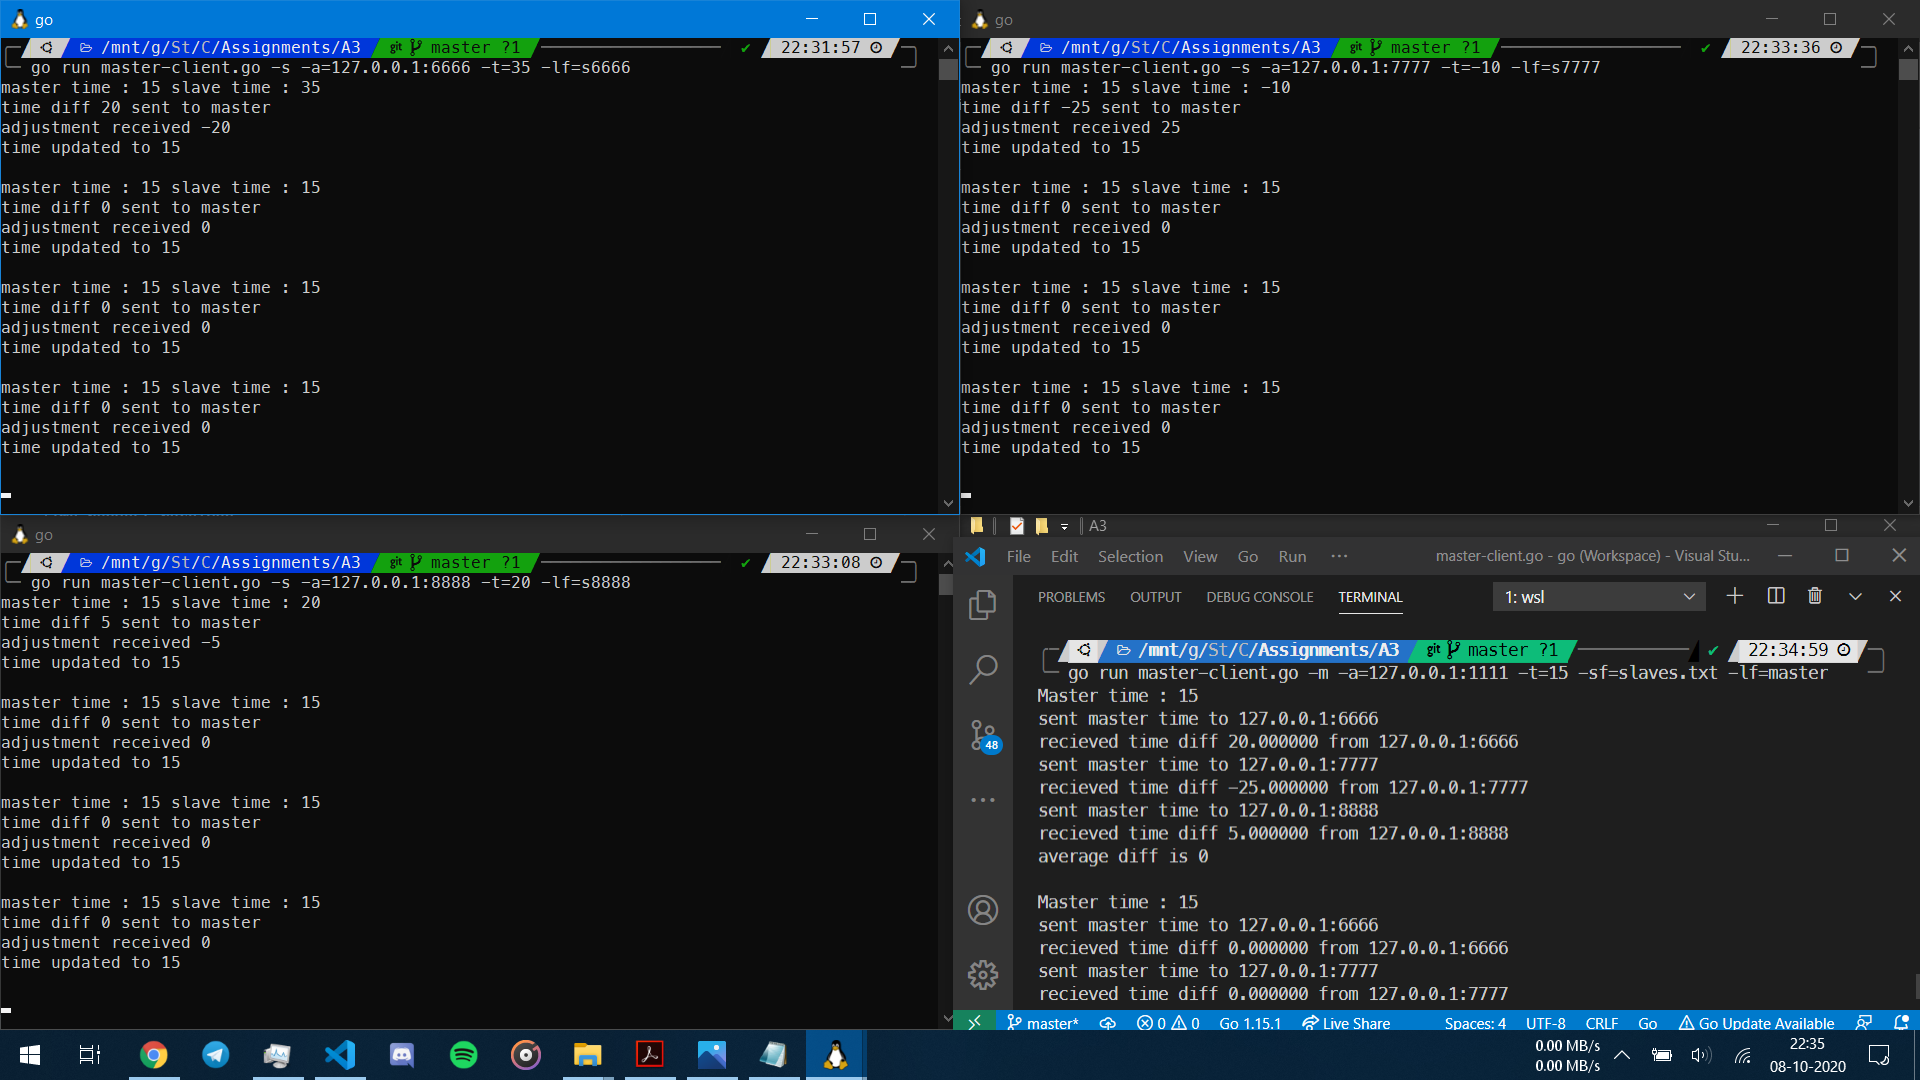 go
/mnt/g/St/C/Assignments/A3 git master ?1 ✔ 22:31:57
go run master-client.go -s -a=127.0.0.1:6666 -t=35 -lf=s6666
master time : 15 slave time : 35
time diff 20 sent to master
adjustment received -20
time updated to 15
master time : 15 slave time : 15
time diff 0 sent to master
adjustment received 0
time updated to 15
master time : 15 slave time : 15
time diff 0 sent to master
adjustment received 0
time updated to 15
master time : 15 slave time : 15
time diff 0 sent to master
adjustment received 0
time updated to 15
go
/mnt/g/St/C/Assignments/A3 git master ?1 ✔ 22:33:36
go run master-client.go -s -a=127.0.0.1:7777 -t=-10 -lf=s7777
master time : 15 slave time : -10
time diff -25 sent to master
adjustment received 25
time updated to 15
master time : 15 slave time : 15
time diff 0 sent to master
adjustment received 0
time updated to 15
master time : 15 slave time : 15
time diff 0 sent to master
adjustment received 0
time updated to 15
master time : 15 slave time : 15
time diff 0 sent to master
adjustment received 0
time updated to 15
go
/mnt/g/St/C/Assignments/A3 git master ?1 ✔ 22:33:08
go run master-client.go -s -a=127.0.0.1:8888 -t=20 -lf=s8888
master time : 15 slave time : 20
time diff 5 sent to master
adjustment received -5
time updated to 15
master time : 15 slave time : 15
time diff 0 sent to master
adjustment received 0
time updated to 15
master time : 15 slave time : 15
time diff 0 sent to master
adjustment received 0
time updated to 15
master time : 15 slave time : 15
time diff 0 sent to master
adjustment received 0
time updated to 15
A3
File Edit Selection View Go Run ··· master-client.go - go (Workspace) - Visual Stu...
PROBLEMS OUTPUT DEBUG CONSOLE TERMINAL 1: wsl
48
/mnt/g/St/C/Assignments/A3 git master ?1 ✔ 22:34:59
go run master-client.go -m -a=127.0.0.1:1111 -t=15 -sf=slaves.txt -lf=master
Master time : 15
sent master time to 127.0.0.1:6666
recieved time diff 20.000000 from 127.0.0.1:6666
sent master time to 127.0.0.1:7777
recieved time diff -25.000000 from 127.0.0.1:7777
sent master time to 127.0.0.1:8888
recieved time diff 5.000000 from 127.0.0.1:8888
average diff is 0
Master time : 15
sent master time to 127.0.0.1:6666
recieved time diff 0.000000 from 127.0.0.1:6666
sent master time to 127.0.0.1:7777
recieved time diff 0.000000 from 127.0.0.1:7777
master* 0 0 Go 1.15.1 Live Share Spaces: 4 UTF-8 CRLF Go Go Update Available
0.00 MB/s
0.00 MB/s
22:35
08-10-2020